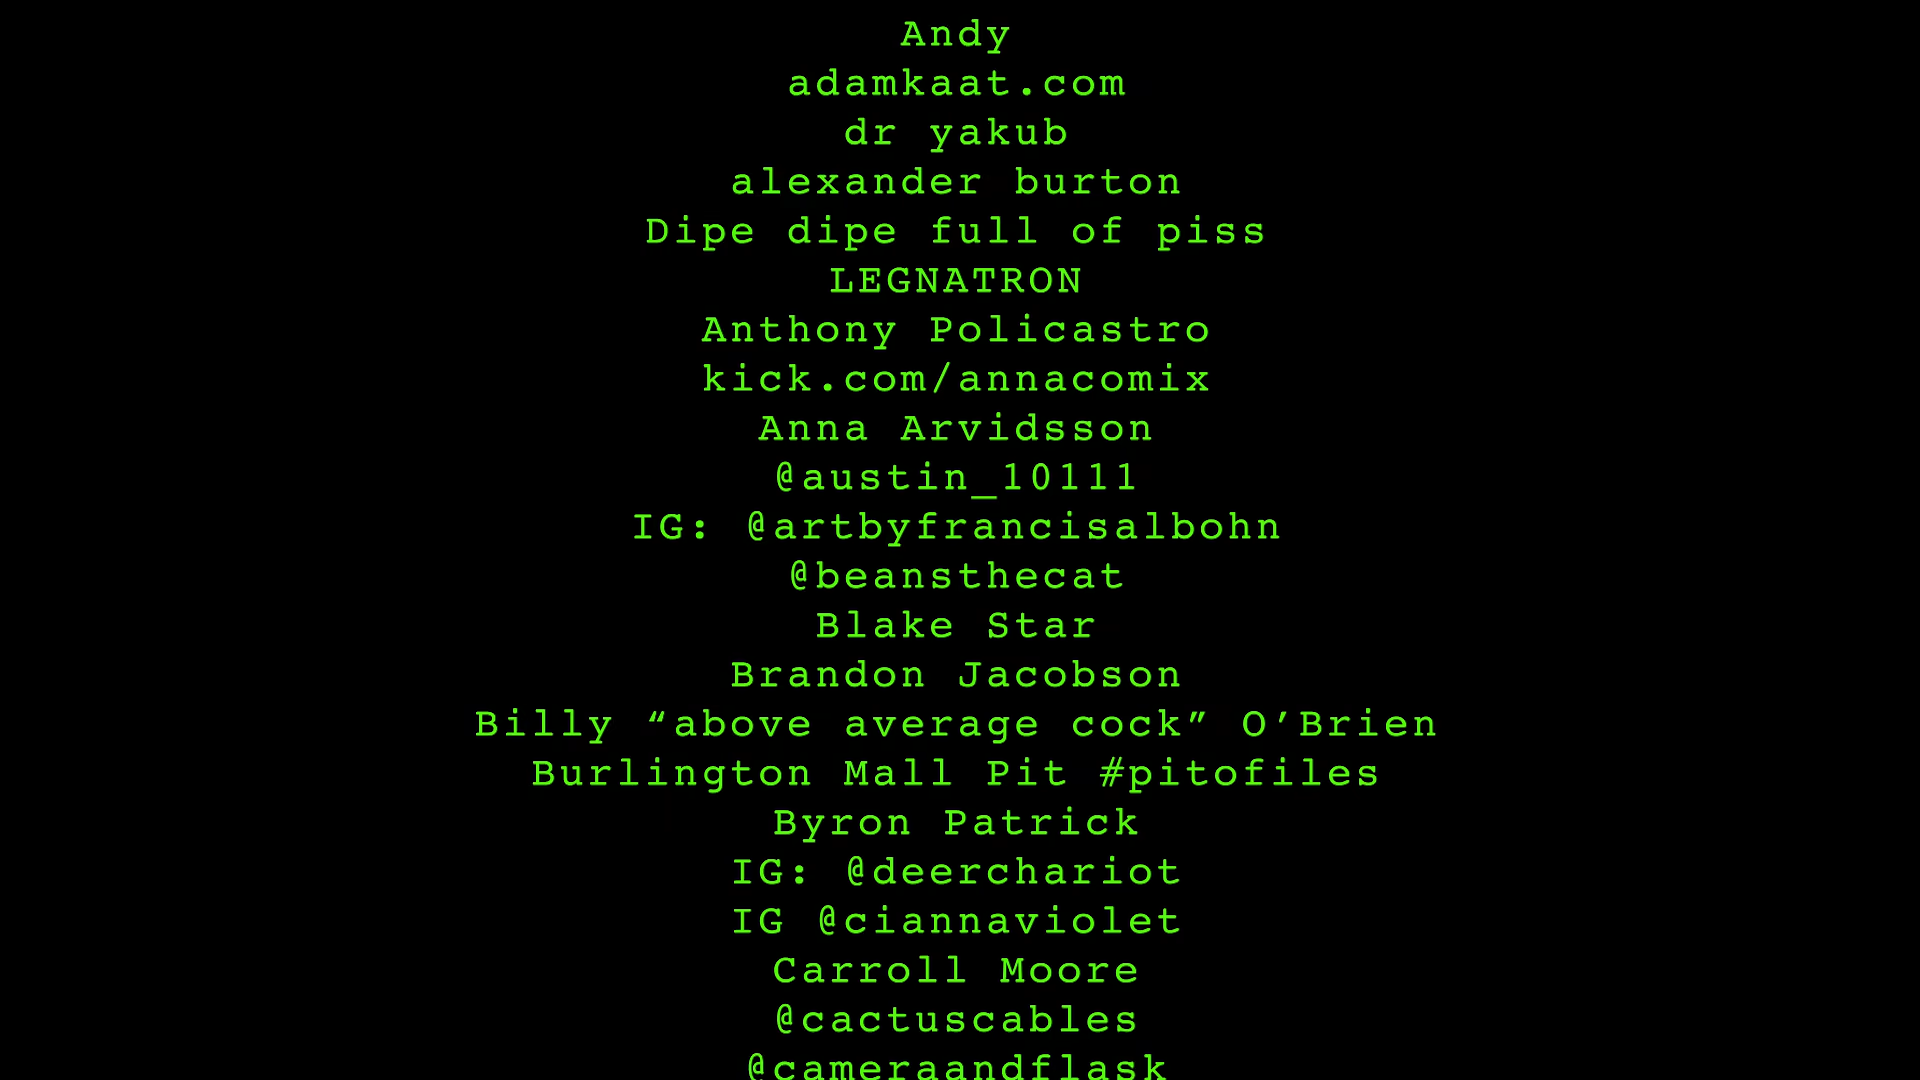 Andy
adamkaat.com
dr yakub
alexander burton
Dipe dipe full of piss
LEGNATRON
Anthony Policastro
kick.com/annacomix
Anna Arvidsson
@austin_10111
IG: @artbyfrancisalbohn
@beansthecat
Blake Star
Brandon Jacobson
Billy “above average cock” O’Brien
Burlington Mall Pit #pitofiles
Byron Patrick
IG: @deerchariot
IG @ciannaviolet
Carroll Moore
@cactuscables
@cameraandflask